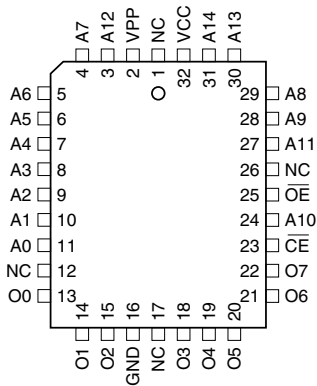 A7 A12 VPP NC VCC A14 A13
4 3 2 1 32 31 30
A6 5 29 A8
A5 6 28 A9
A4 7 27 A11
A3 8 26 NC
A2 9 25 OE
A1 10 24 A10
A0 11 23 CE
NC 12 22 O7
O0 13 21 O6
14 15 16 17 18 19 20
O1 O2 GND NC O3 O4 O5